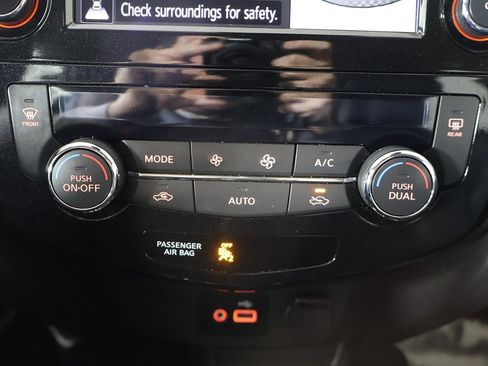 Check surroundings for safety.
FRONT
REAR
MODE
A/C
PUSH
ON•OFF
AUTO
PUSH
DUAL
PASSENGER
AIR BAG
OFF